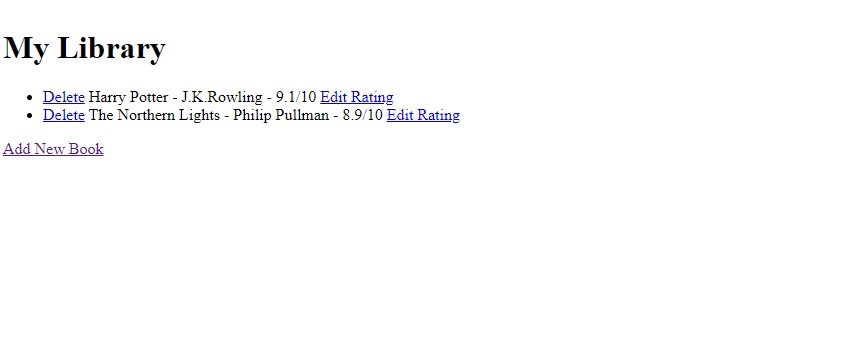 My Library
Delete Harry Potter - J.K.Rowling - 9.1/10 Edit Rating
Delete The Northern Lights - Philip Pullman - 8.9/10 Edit Rating
Add New Book